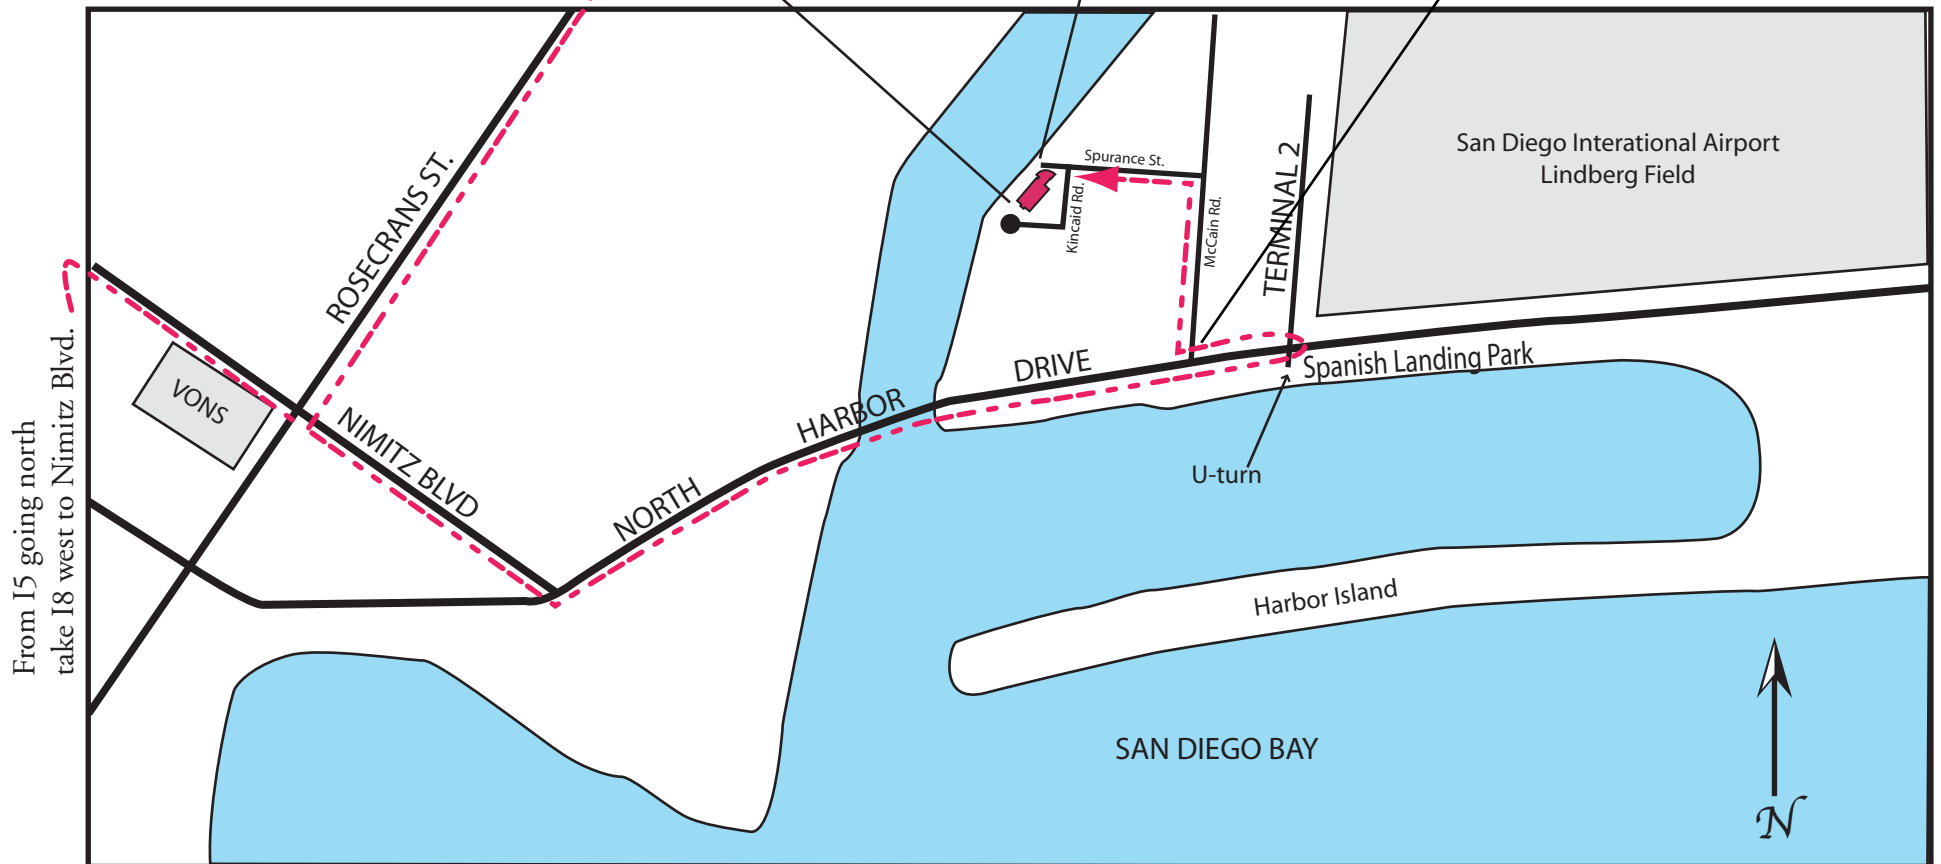 San Diego Interational Airport
Lindberg Field
Spurance St.
Kincaid Rd.
McCain Rd.
TERMINAL 2
ROSECRANS ST.
From I5 going north
take I8 west to Nimitz Blvd.
VONS
NIMITZ BLVD
NORTH
HARBOR
DRIVE
Spanish Landing Park
U-turn
Harbor Island
SAN DIEGO BAY
N